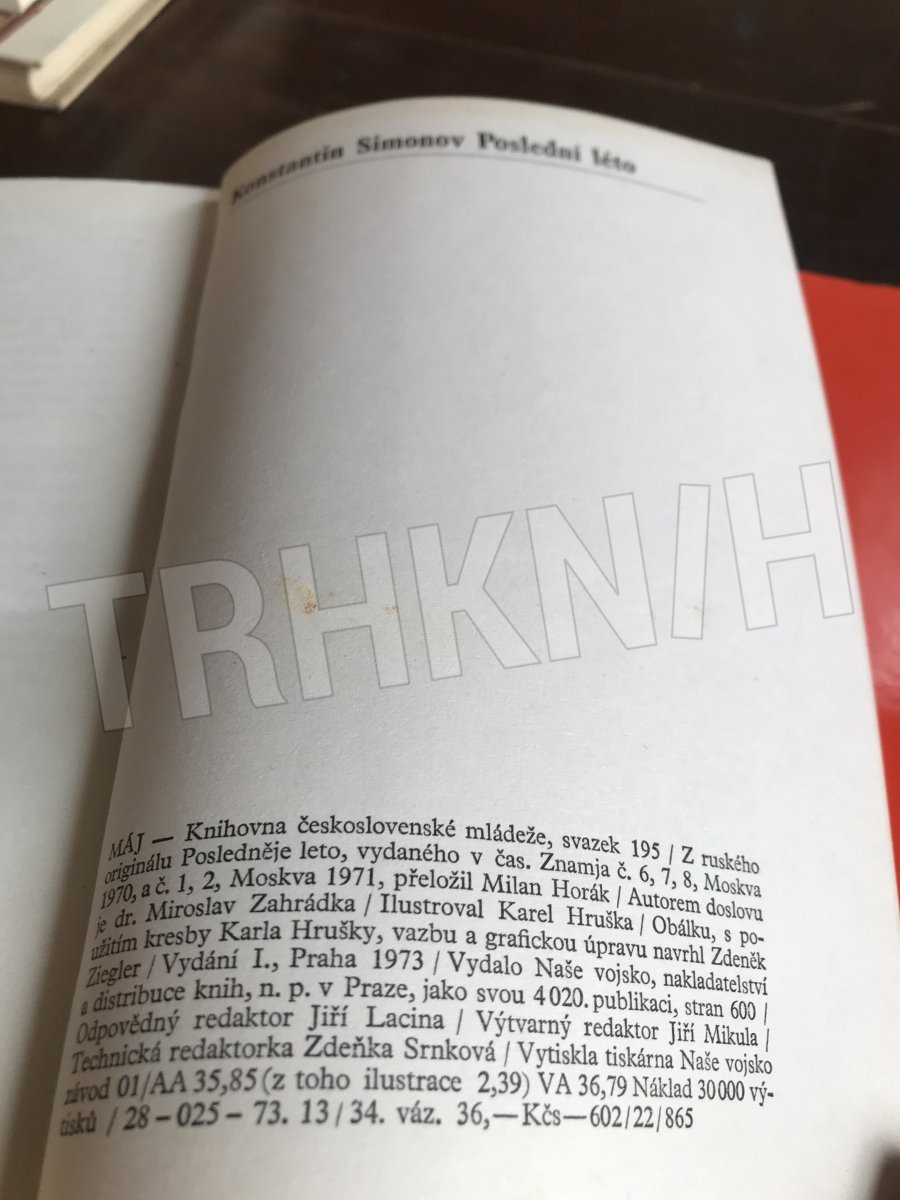 Konstantin Simonov Poslední léto
TRHKNIH
MÁJ — Knihovna československé mládeže, svazek 195 / Z ruského
originálu Posledněje leto, vydaného v čas. Znamja č. 6, 7, 8, Moskva
1970, a č. 1, 2, Moskva 1971, přeložil Milan Horák / Autorem doslovu
je dr. Miroslav Zahrádka / Ilustroval Karel Hruška / Obálku, s po-
užitím kresby Karla Hrušky, vazbu a grafickou úpravu navrhl Zdeněk
Ziegler / Vydání I., Praha 1973 / Vydalo Naše vojsko, nakladatelství
a distribuce knih, n. p. v Praze, jako svou 4020. publikaci, stran 600 /
Odpovědný redaktor Jiří Lacina / Výtvarný redaktor Jiří Mikula /
Technická redaktorka Zdeňka Srnková / Vytiskla tiskárna Naše vojsko
závod 01/AA 35,85 (z toho ilustrace 2,39) VA 36,79 Náklad 30000 vý-
tisků / 28 – 025 – 73. 13 / 34. váz. 36,— Kčs — 602/22/865